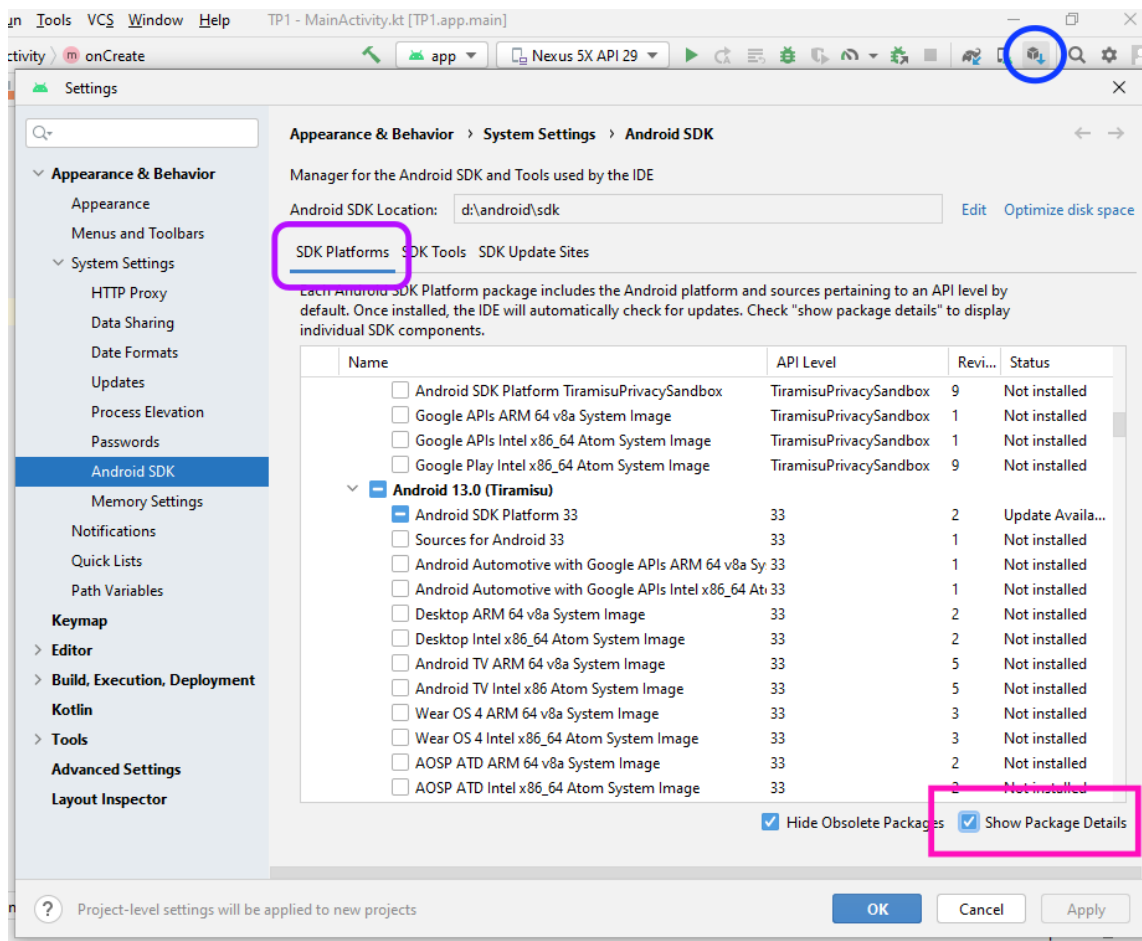 un Tools VCS Window Help TP1 - MainActivity.kt [TP1.app.main]
ctivity m onCreate app Nexus 5X API 29
Settings
Appearance & Behavior › System Settings › Android SDK
Appearance & Behavior
Appearance
Menus and Toolbars
System Settings
HTTP Proxy
Data Sharing
Date Formats
Updates
Process Elevation
Passwords
Android SDK
Memory Settings
Notifications
Quick Lists
Path Variables
Keymap
Editor
Build, Execution, Deployment
Kotlin
Tools
Advanced Settings
Layout Inspector
Manager for the Android SDK and Tools used by the IDE
Android SDK Location: d:\android\sdk Edit Optimize disk space
SDK Platforms SDK Tools SDK Update Sites
Each Android SDK Platform package includes the Android platform and sources pertaining to an API level by
default. Once installed, the IDE will automatically check for updates. Check "show package details" to display
individual SDK components.
Name API Level Revi... Status
Android SDK Platform TiramisuPrivacySandbox TiramisuPrivacySandbox 9 Not installed
Google APIs ARM 64 v8a System Image TiramisuPrivacySandbox 1 Not installed
Google APIs Intel x86_64 Atom System Image TiramisuPrivacySandbox 1 Not installed
Google Play Intel x86_64 Atom System Image TiramisuPrivacySandbox 9 Not installed
Android 13.0 (Tiramisu)
Android SDK Platform 33 33 2 Update Availa...
Sources for Android 33 33 1 Not installed
Android Automotive with Google APIs ARM 64 v8a Sy 33 1 Not installed
Android Automotive with Google APIs Intel x86_64 At 33 1 Not installed
Desktop ARM 64 v8a System Image 33 2 Not installed
Desktop Intel x86_64 Atom System Image 33 2 Not installed
Android TV ARM 64 v8a System Image 33 5 Not installed
Android TV Intel x86 Atom System Image 33 5 Not installed
Wear OS 4 ARM 64 v8a System Image 33 3 Not installed
Wear OS 4 Intel x86_64 Atom System Image 33 3 Not installed
AOSP ATD ARM 64 v8a System Image 33 2 Not installed
AOSP ATD Intel x86_64 Atom System Image 33 2 Not installed
Hide Obsolete Packages Show Package Details
? Project-level settings will be applied to new projects OK Cancel Apply